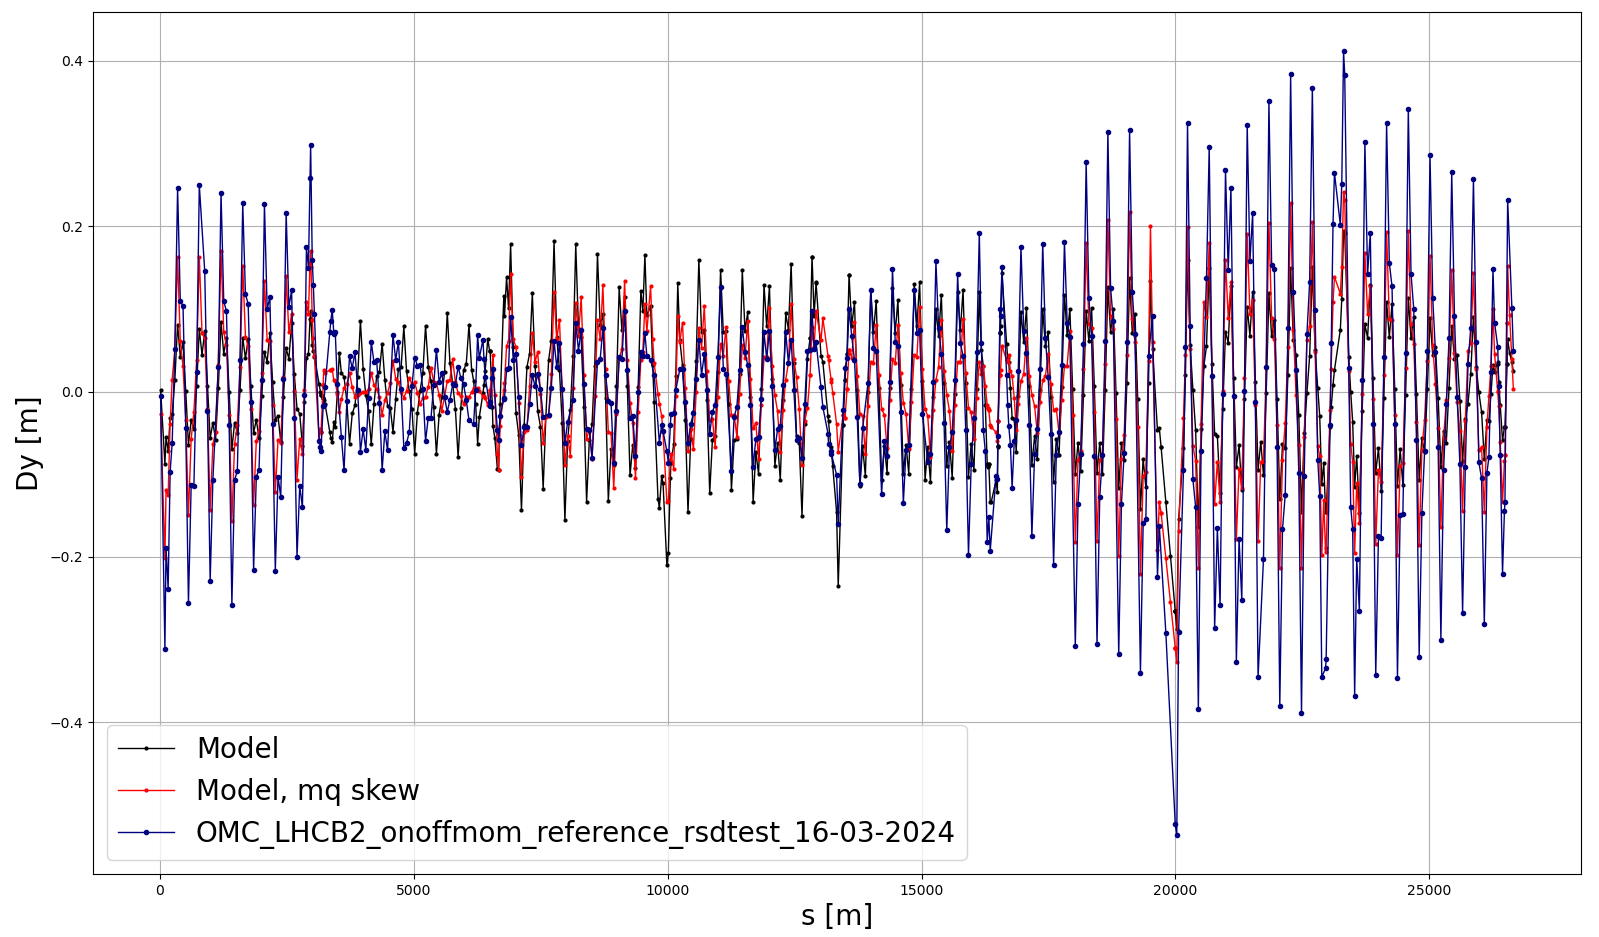 0.4
0.2
0.0
−0.2
−0.4
Dy [m]
Model
Model, mq skew
OMC_LHCB2_onoffmom_reference_rsdtest_16-03-2024
0 5000 10000 15000 20000 25000
s [m]